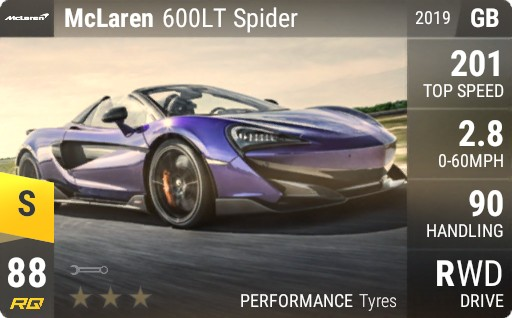 McLaren
McLaren 600LT Spider
2019 GB
201
TOP SPEED
2.8
0-60MPH
90
HANDLING
RWD
DRIVE
S
88
RQ
PERFORMANCE Tyres